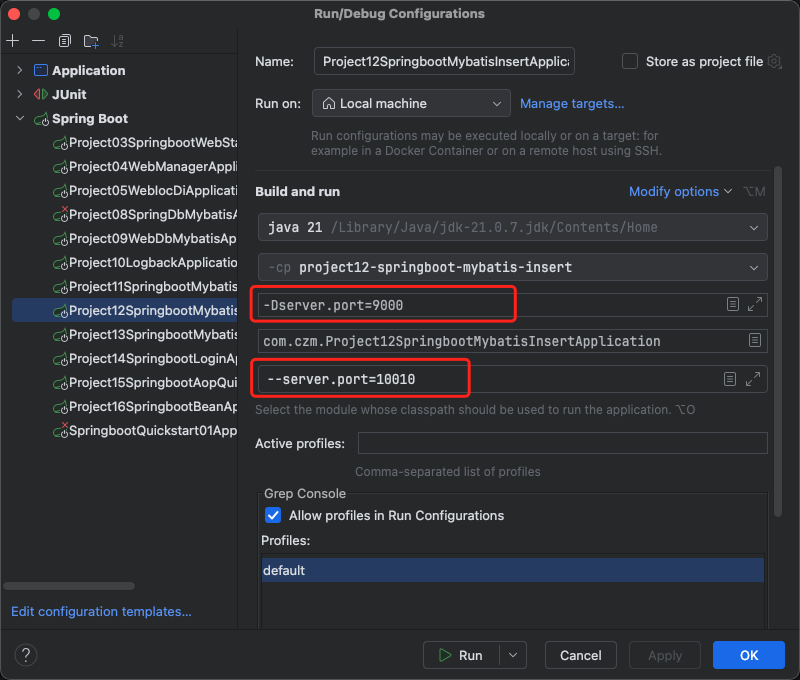 Run/Debug Configurations
Application
JUnit
Spring Boot
Project03SpringbootWebSta
Project04WebManagerAppli
Project05WebIocDiApplicati
Project08SpringDbMybatisA
Project09WebDbMybatisAp
Project10LogbackApplicatio
Project11SpringbootMybatis
Project12SpringbootMybatis
Project13SpringbootMybatis
Project14SpringbootLoginAp
Project15SpringbootAopQui
Project16SpringbootBeanAp
SpringbootQuickstart01App
Edit configuration templates...
Name: Project12SpringbootMybatisInsertApplica
Store as project file
Run on: Local machine
Manage targets...
Run configurations may be executed locally or on a target: for
example in a Docker Container or on a remote host using SSH.
Build and run
Modify options ⌥M
java 21 /Library/Java/jdk-21.0.7.jdk/Contents/Home
-cp project12-springboot-mybatis-insert
-Dserver.port=9000
com.czm.Project12SpringbootMybatisInsertApplication
--server.port=10010
Select the module whose classpath should be used to run the application. ⌥O
Active profiles:
Comma-separated list of profiles
Grep Console
Allow profiles in Run Configurations
Profiles:
default
?
Run
Cancel
Apply
OK